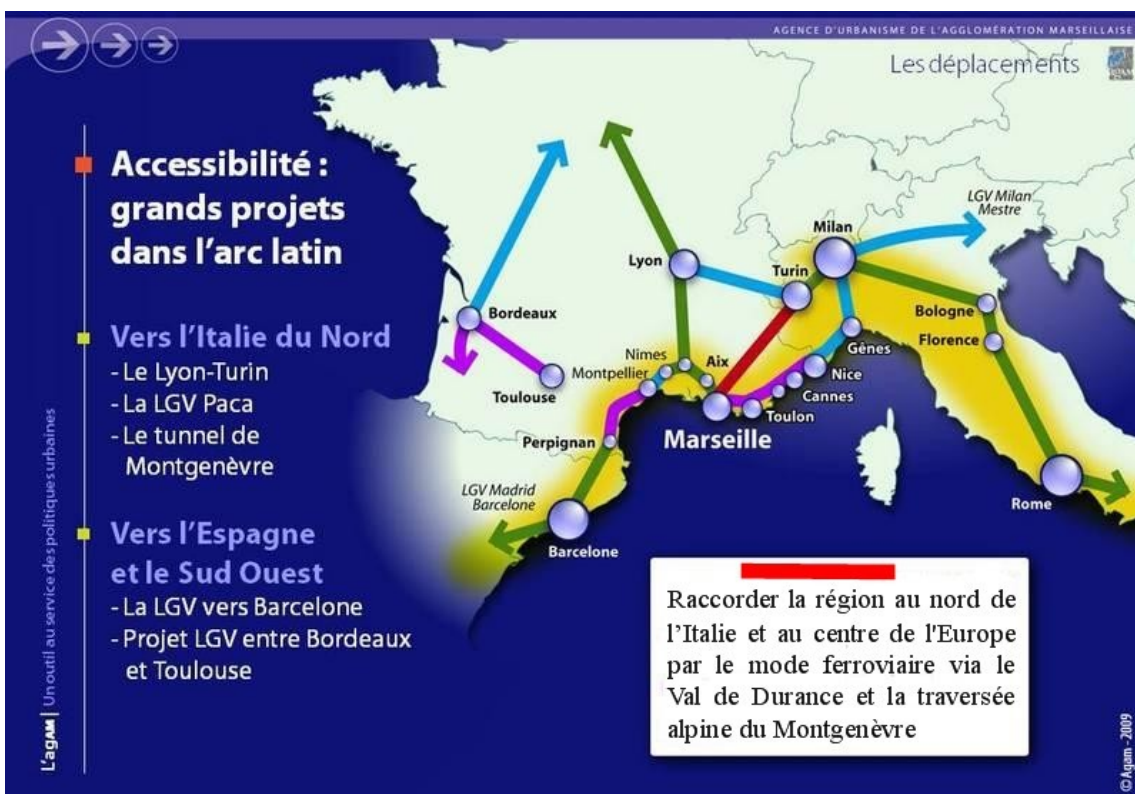 AGENCE D'URBANISME DE L'AGGLOMÉRATION MARSEILLAISE
Les déplacements
Accessibilité :
grands projets
dans l'arc latin
Vers l'Italie du Nord
- Le Lyon-Turin
- La LGV Paca
- Le tunnel de
Montgenèvre
Vers l'Espagne
et le Sud Ouest
- La LGV vers Barcelone
- Projet LGV entre Bordeaux
et Toulouse
LGV Milan
Mestre
Milan
Lyon
Turin
Bordeaux
Bologne
Florence
Gênes
Nimes
Aix
Montpellier
Nice
Toulouse
Cannes
Toulon
Marseille
Perpignan
LGV Madrid
Barcelone
Rome
Barcelone
Raccorder la région au nord de
l'Italie et au centre de l'Europe
par le mode ferroviaire via le
Val de Durance et la traversée
alpine du Montgenèvre
L'agAM | Un outil au service des politiques urbaines
© Agam - 2009